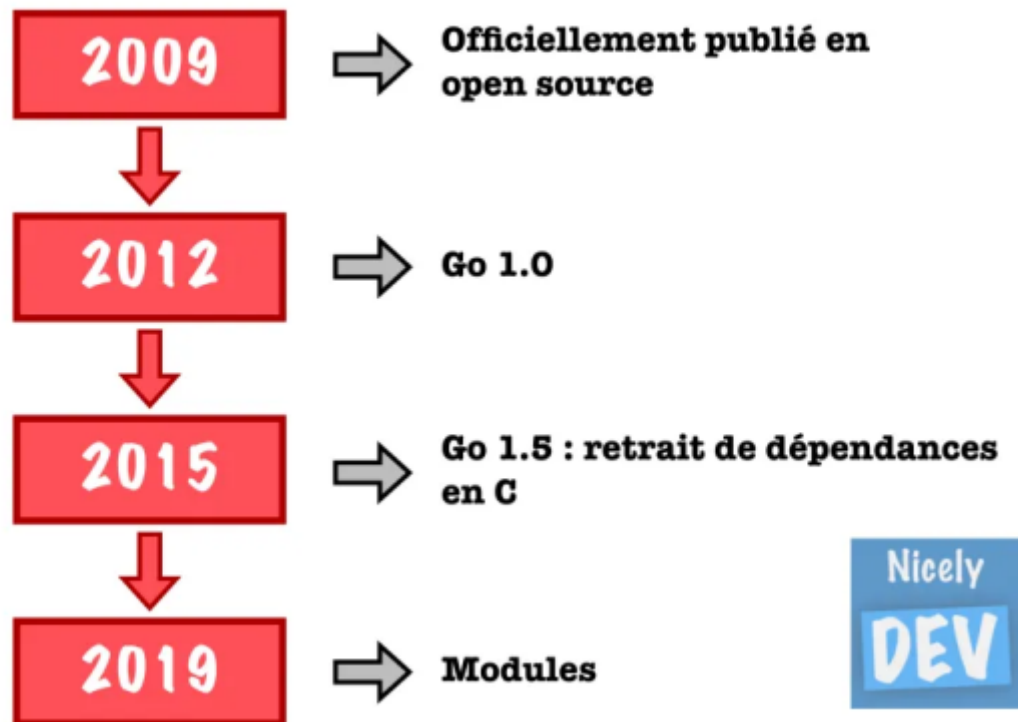 2009
Officiellement publié en
open source
2012
Go 1.0
2015
Go 1.5 : retrait de dépendances
en C
2019
Modules
Nicely
DEV